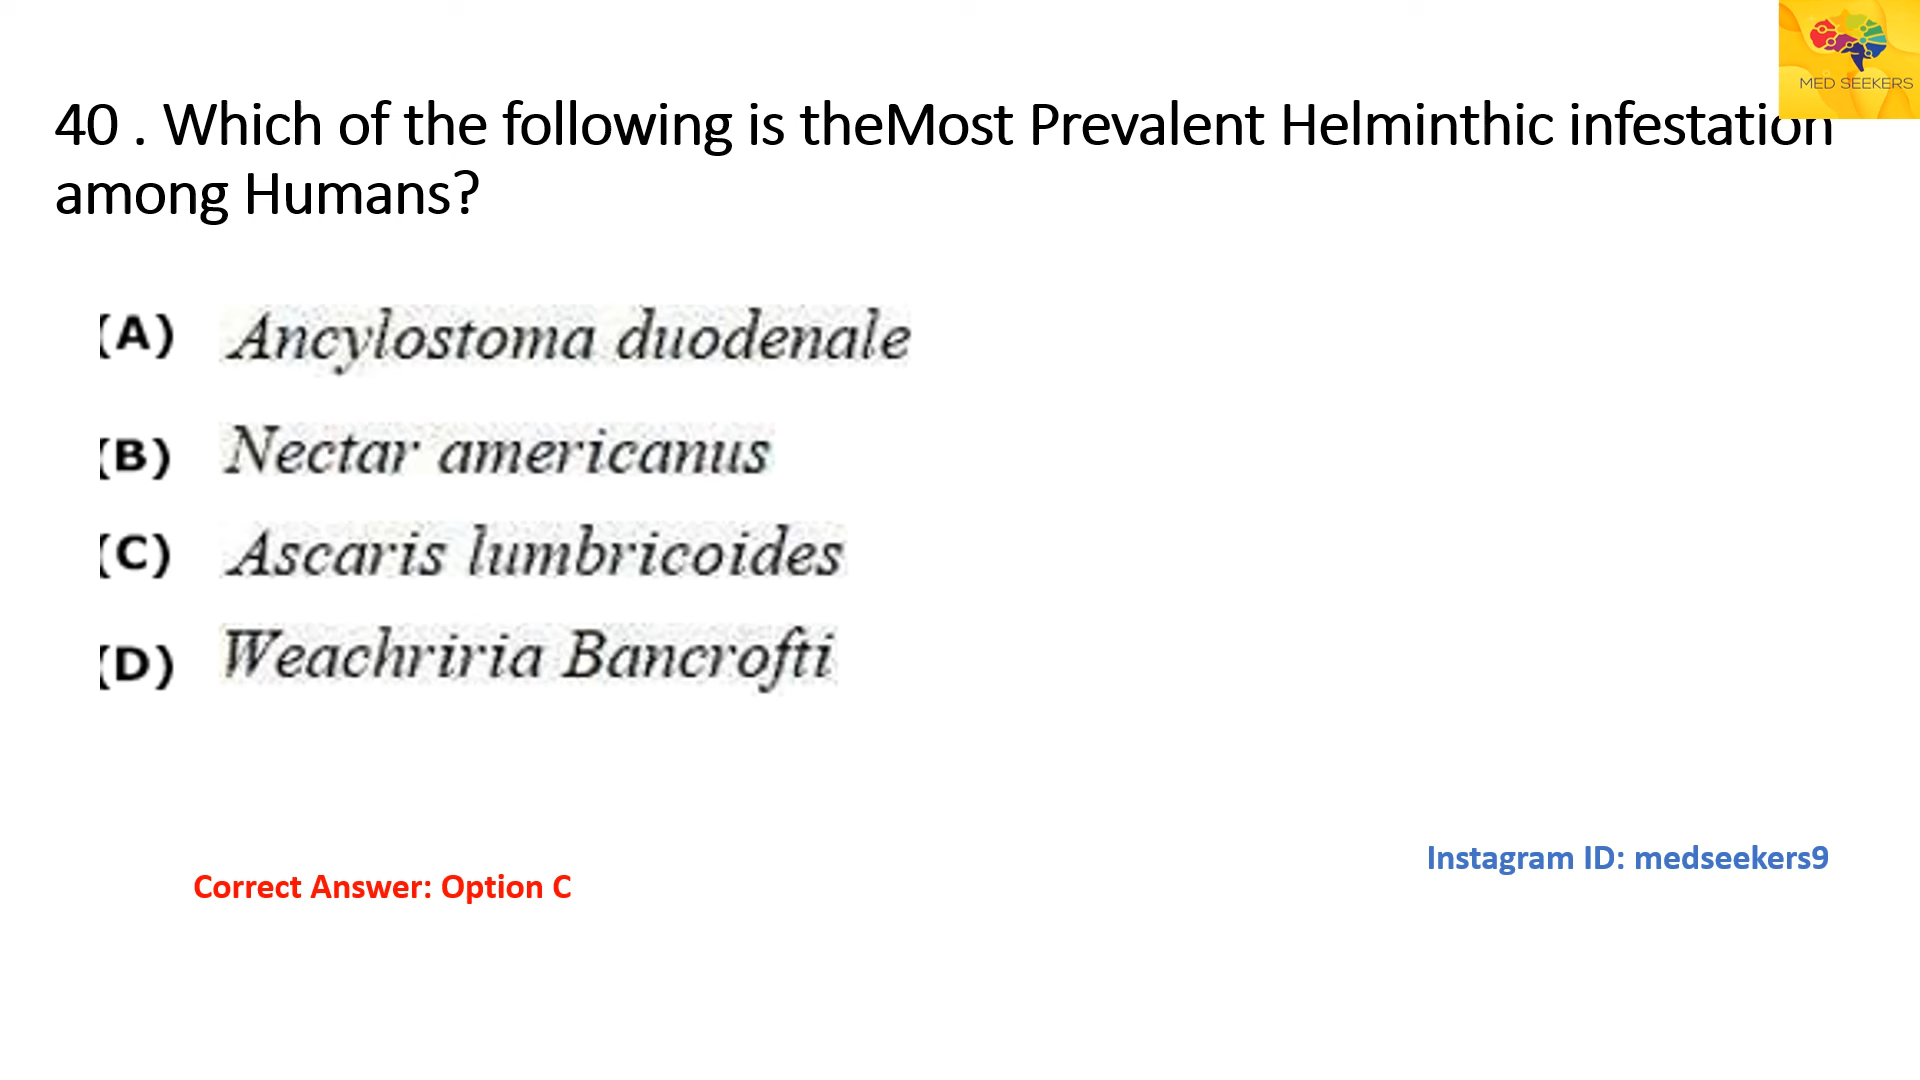 MED SEEKERS
40 . Which of the following is theMost Prevalent Helminthic infestation
among Humans?
(A) Ancylostoma duodenale
(B) Nectar americanus
(C) Ascaris lumbricoides
(D) Weachriria Bancrofti
Instagram ID: medseekers9
Correct Answer: Option C